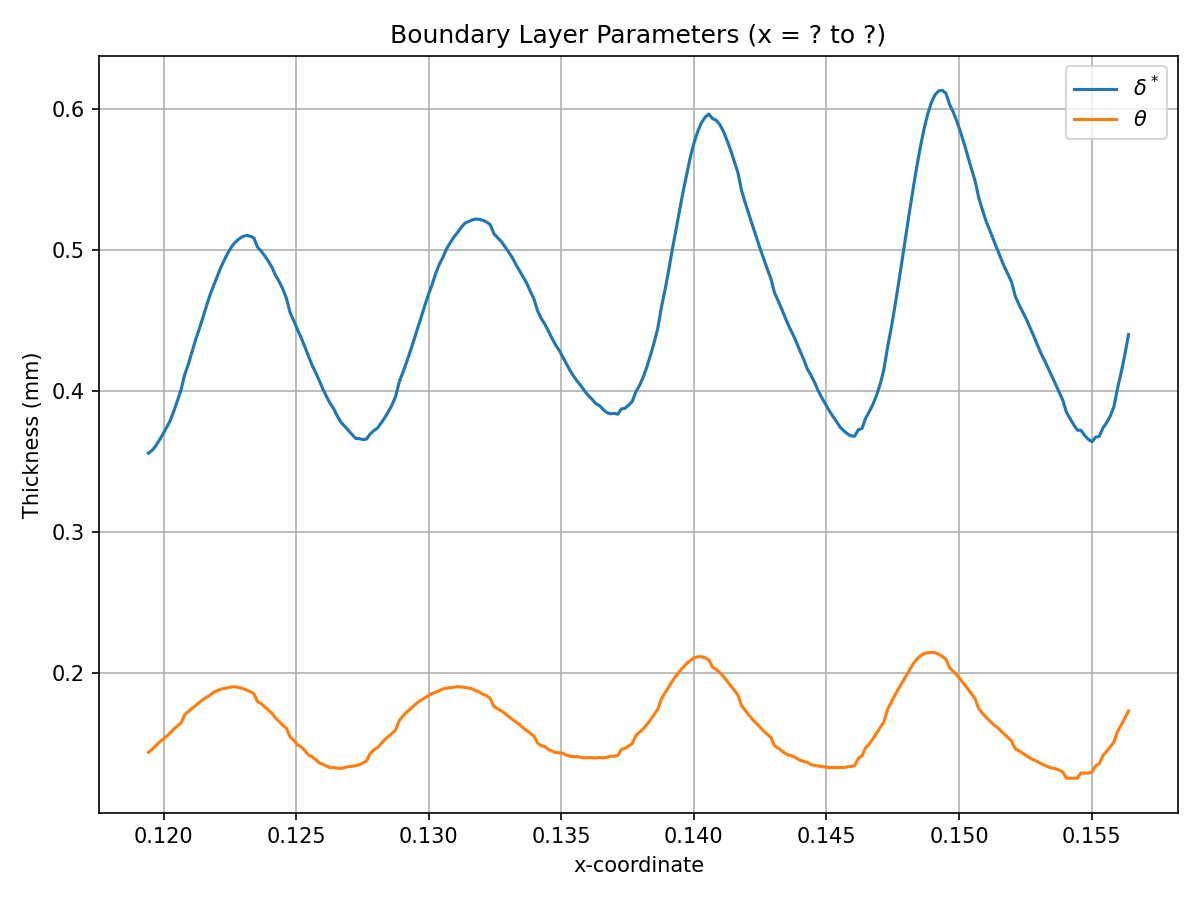 Boundary Layer Parameters (x = ? to ?)
δ*
θ
Thickness (mm)
0.6
0.5
0.4
0.3
0.2
0.120 0.125 0.130 0.135 0.140 0.145 0.150 0.155
x-coordinate